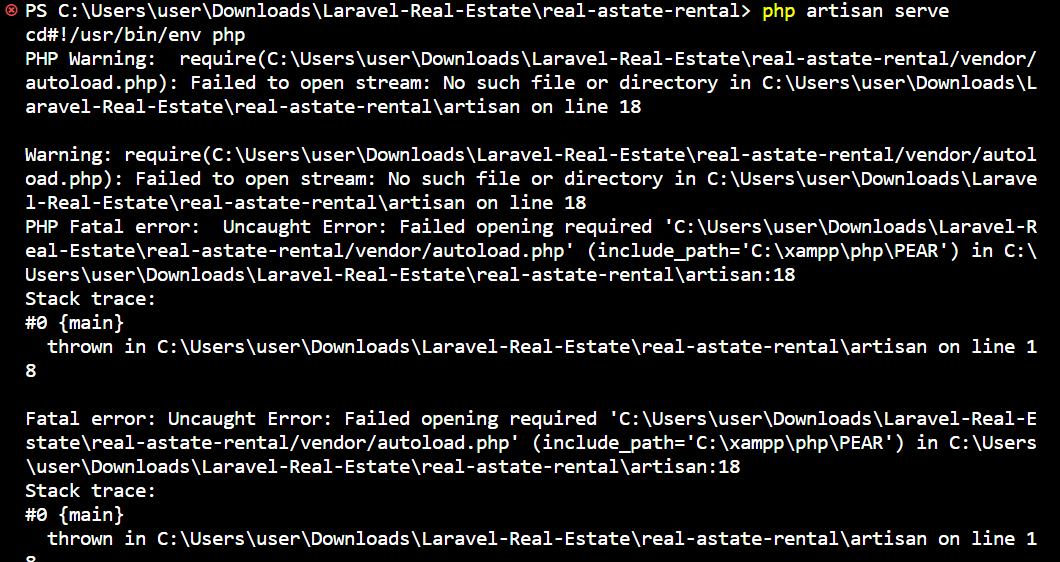 PS C:\Users\user\Downloads\Laravel-Real-Estate\real-astate-rental> php artisan serve
cd#!/usr/bin/env php
PHP Warning:  require(C:\Users\user\Downloads\Laravel-Real-Estate\real-astate-rental/vendor/
autoload.php): Failed to open stream: No such file or directory in C:\Users\user\Downloads\L
aravel-Real-Estate\real-astate-rental\artisan on line 18
Warning: require(C:\Users\user\Downloads\Laravel-Real-Estate\real-astate-rental/vendor/autol
oad.php): Failed to open stream: No such file or directory in C:\Users\user\Downloads\Larave
l-Real-Estate\real-astate-rental\artisan on line 18
PHP Fatal error:  Uncaught Error: Failed opening required 'C:\Users\user\Downloads\Laravel-R
eal-Estate\real-astate-rental/vendor/autoload.php' (include_path='C:\xampp\php\PEAR') in C:\
Users\user\Downloads\Laravel-Real-Estate\real-astate-rental\artisan:18
Stack trace:
#0 {main}
  thrown in C:\Users\user\Downloads\Laravel-Real-Estate\real-astate-rental\artisan on line 1
8
Fatal error: Uncaught Error: Failed opening required 'C:\Users\user\Downloads\Laravel-Real-E
state\real-astate-rental/vendor/autoload.php' (include_path='C:\xampp\php\PEAR') in C:\Users
\user\Downloads\Laravel-Real-Estate\real-astate-rental\artisan:18
Stack trace:
#0 {main}
  thrown in C:\Users\user\Downloads\Laravel-Real-Estate\real-astate-rental\artisan on line 1